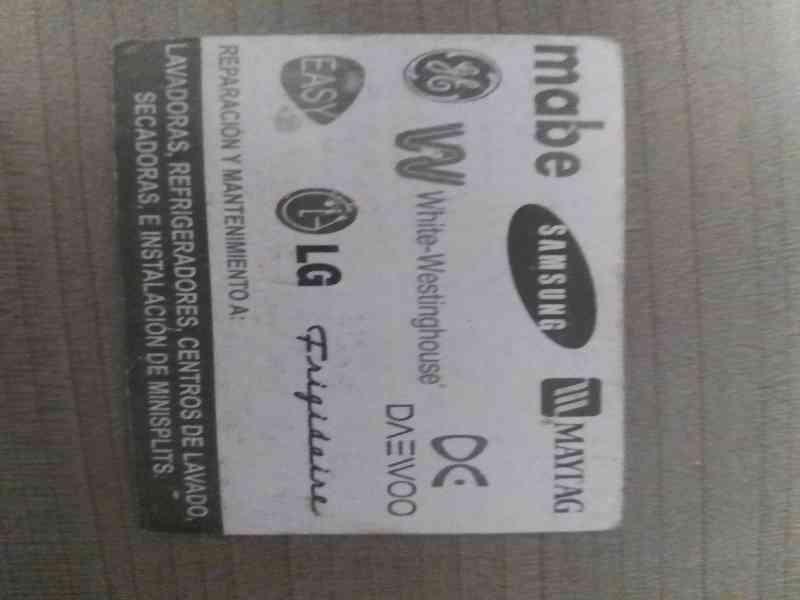 mabe SAMSUNG MAYTAG
GE White-Westinghouse DAEWOO
EASY LG Frigidaire
REPARACIÓN Y MANTENIMIENTO A:
LAVADORAS, REFRIGERADORES, CENTROS DE LAVADO,
SECADORAS, E INSTALACIÓN DE MINISPLITS.